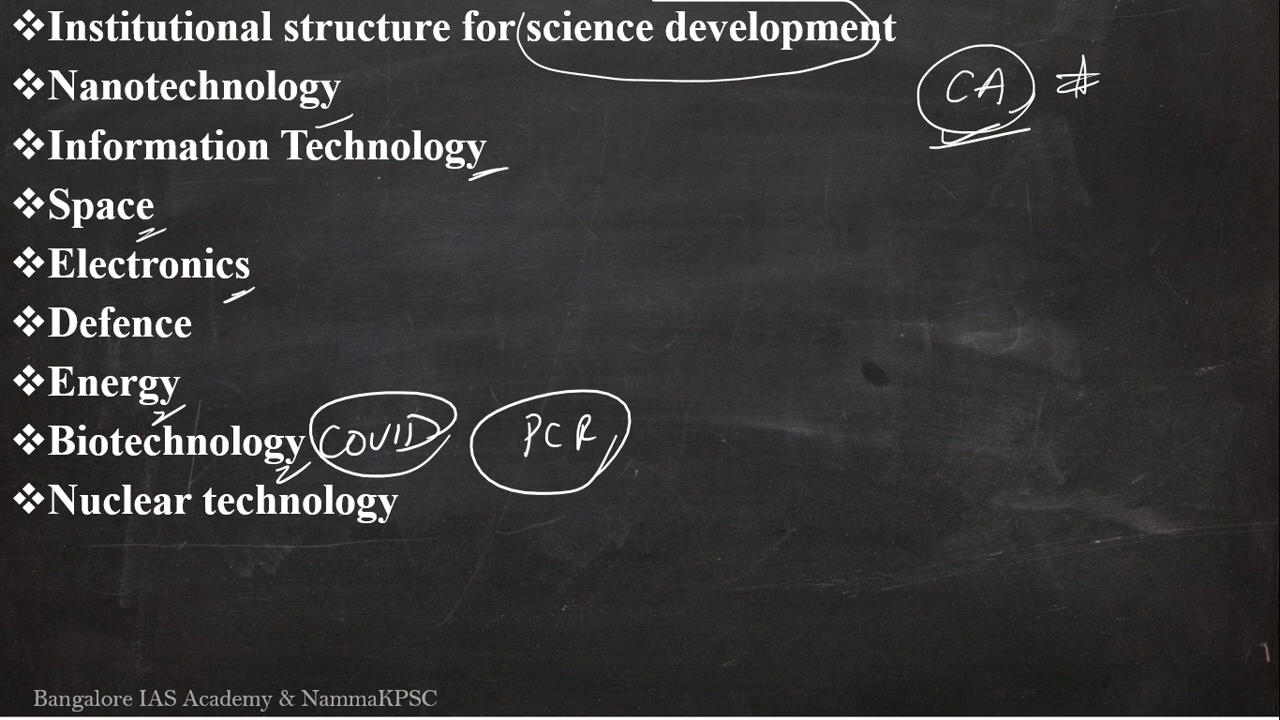 ❖Institutional structure for science development
❖Nanotechnology CA #
❖Information Technology
❖Space
❖Electronics
❖Defence
❖Energy
❖Biotechnology COVID PCR
❖Nuclear technology
Bangalore IAS Academy & NammaKPSC